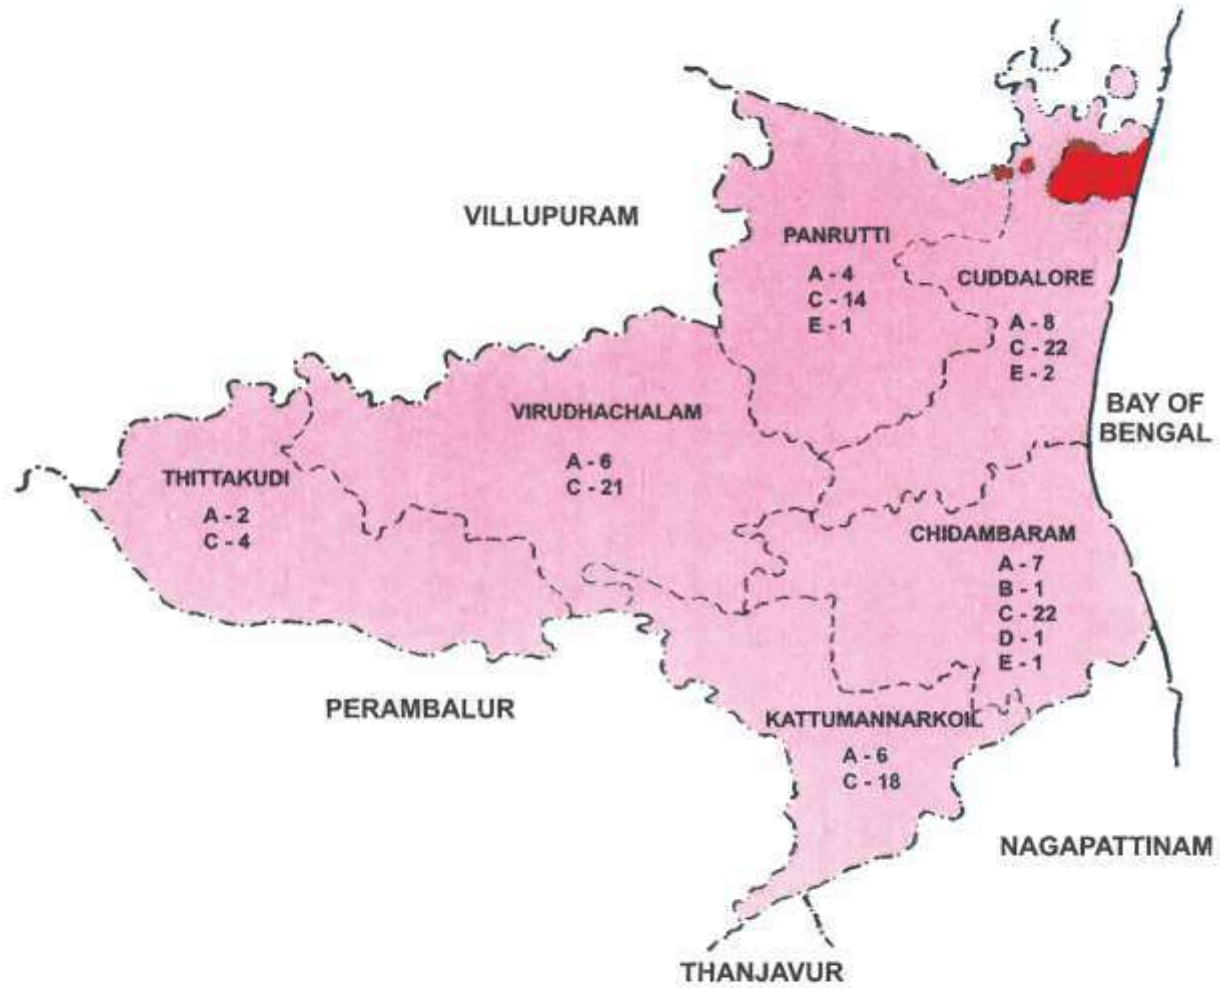 VILLUPURAM
PANRUTTI
A - 4
C - 14
E - 1
CUDDALORE
A - 8
C - 22
E - 2
BAY OF
BENGAL
VIRUDHACHALAM
A - 6
C - 21
THITTAKUDI
A - 2
C - 4
CHIDAMBARAM
A - 7
B - 1
C - 22
D - 1
E - 1
PERAMBALUR
KATTUMANNARKOIL
A - 6
C - 18
NAGAPATTINAM
THANJAVUR